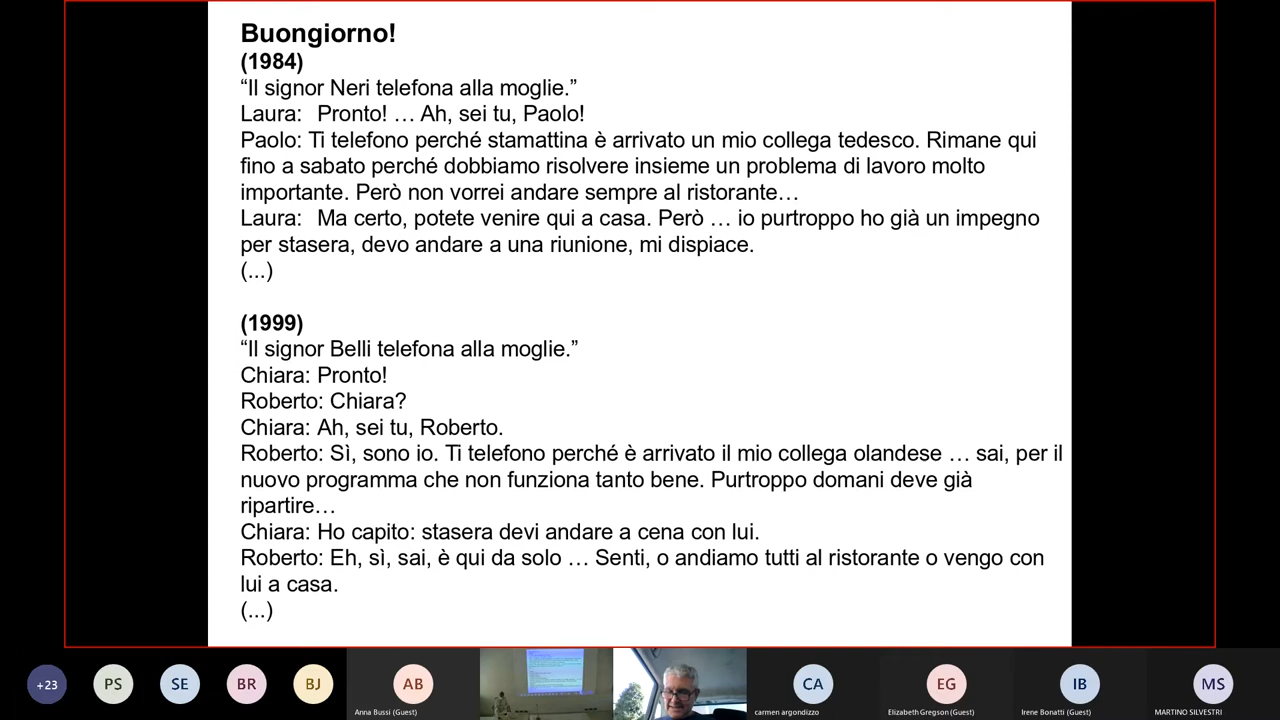 Buongiorno!
(1984)
“Il signor Neri telefona alla moglie.”
Laura: Pronto! … Ah, sei tu, Paolo!
Paolo: Ti telefono perché stamattina è arrivato un mio collega tedesco. Rimane qui
fino a sabato perché dobbiamo risolvere insieme un problema di lavoro molto
importante. Però non vorrei andare sempre al ristorante…
Laura: Ma certo, potete venire qui a casa. Però … io purtroppo ho già un impegno
per stasera, devo andare a una riunione, mi dispiace.
(...)
(1999)
“Il signor Belli telefona alla moglie.”
Chiara: Pronto!
Roberto: Chiara?
Chiara: Ah, sei tu, Roberto.
Roberto: Sì, sono io. Ti telefono perché è arrivato il mio collega olandese … sai, per il
nuovo programma che non funziona tanto bene. Purtroppo domani deve già
ripartire…
Chiara: Ho capito: stasera devi andare a cena con lui.
Roberto: Eh, sì, sai, è qui da solo … Senti, o andiamo tutti al ristorante o vengo con
lui a casa.
(...)
+23 PS SE BR BJ AB CA EG IB MS
Anna Bussi (Guest) carmen argondizzo Elizabeth Gregson (Guest) Irene Bonatti (Guest) MARTINO SILVESTRI